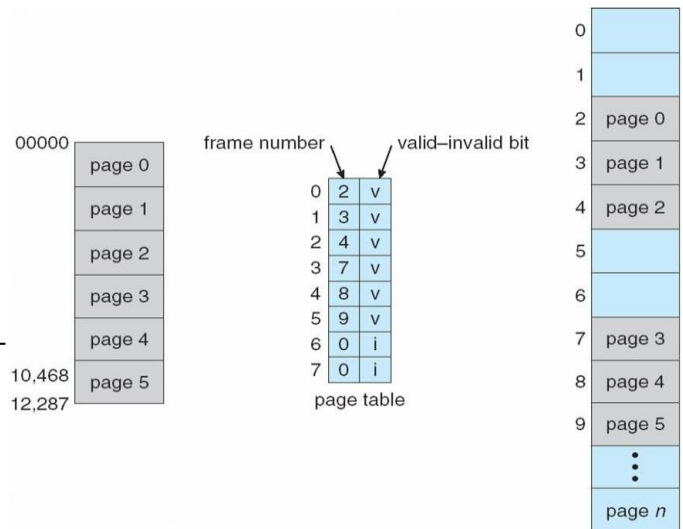 00000
page 0
page 1
page 2
page 3
page 4
page 5
10,468
12,287
frame number
valid–invalid bit
0 2 v
1 3 v
2 4 v
3 7 v
4 8 v
5 9 v
6 0 i
7 0 i
page table
0
1
2 page 0
3 page 1
4 page 2
5
6
7 page 3
8 page 4
9 page 5
page n